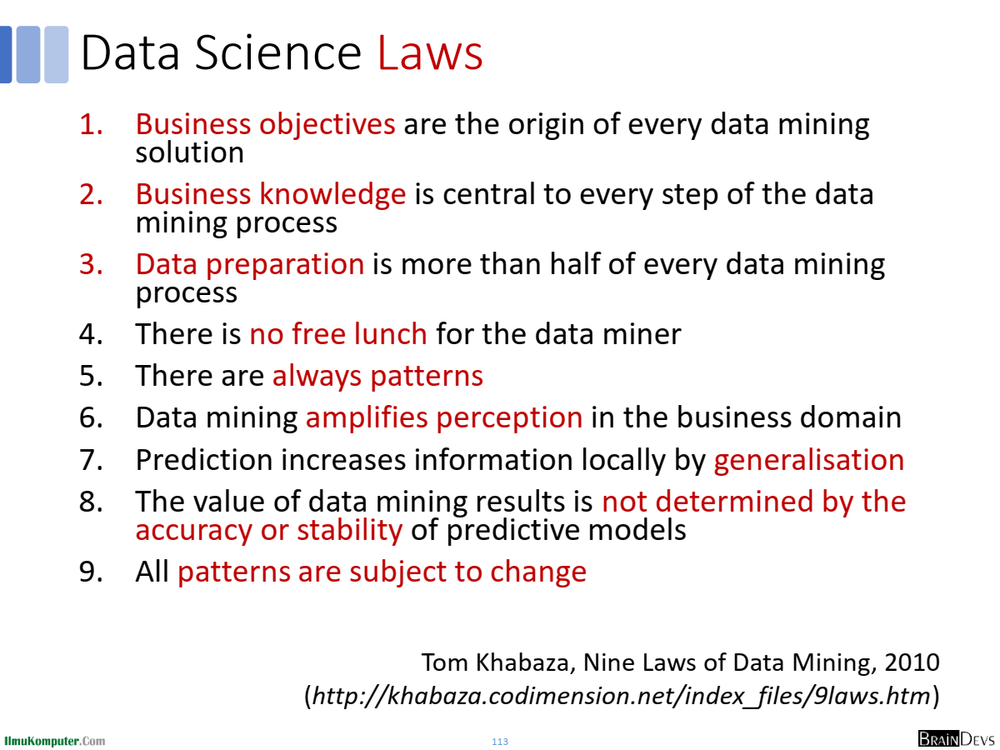 Data Science Laws
1. Business objectives are the origin of every data mining
solution
2. Business knowledge is central to every step of the data
mining process
3. Data preparation is more than half of every data mining
process
4. There is no free lunch for the data miner
5. There are always patterns
6. Data mining amplifies perception in the business domain
7. Prediction increases information locally by generalisation
8. The value of data mining results is not determined by the
accuracy or stability of predictive models
9. All patterns are subject to change
Tom Khabaza, Nine Laws of Data Mining, 2010
(http://khabaza.codimension.net/index_files/9laws.htm)
IlmuKomputer.Com
113
BRAINDEVS